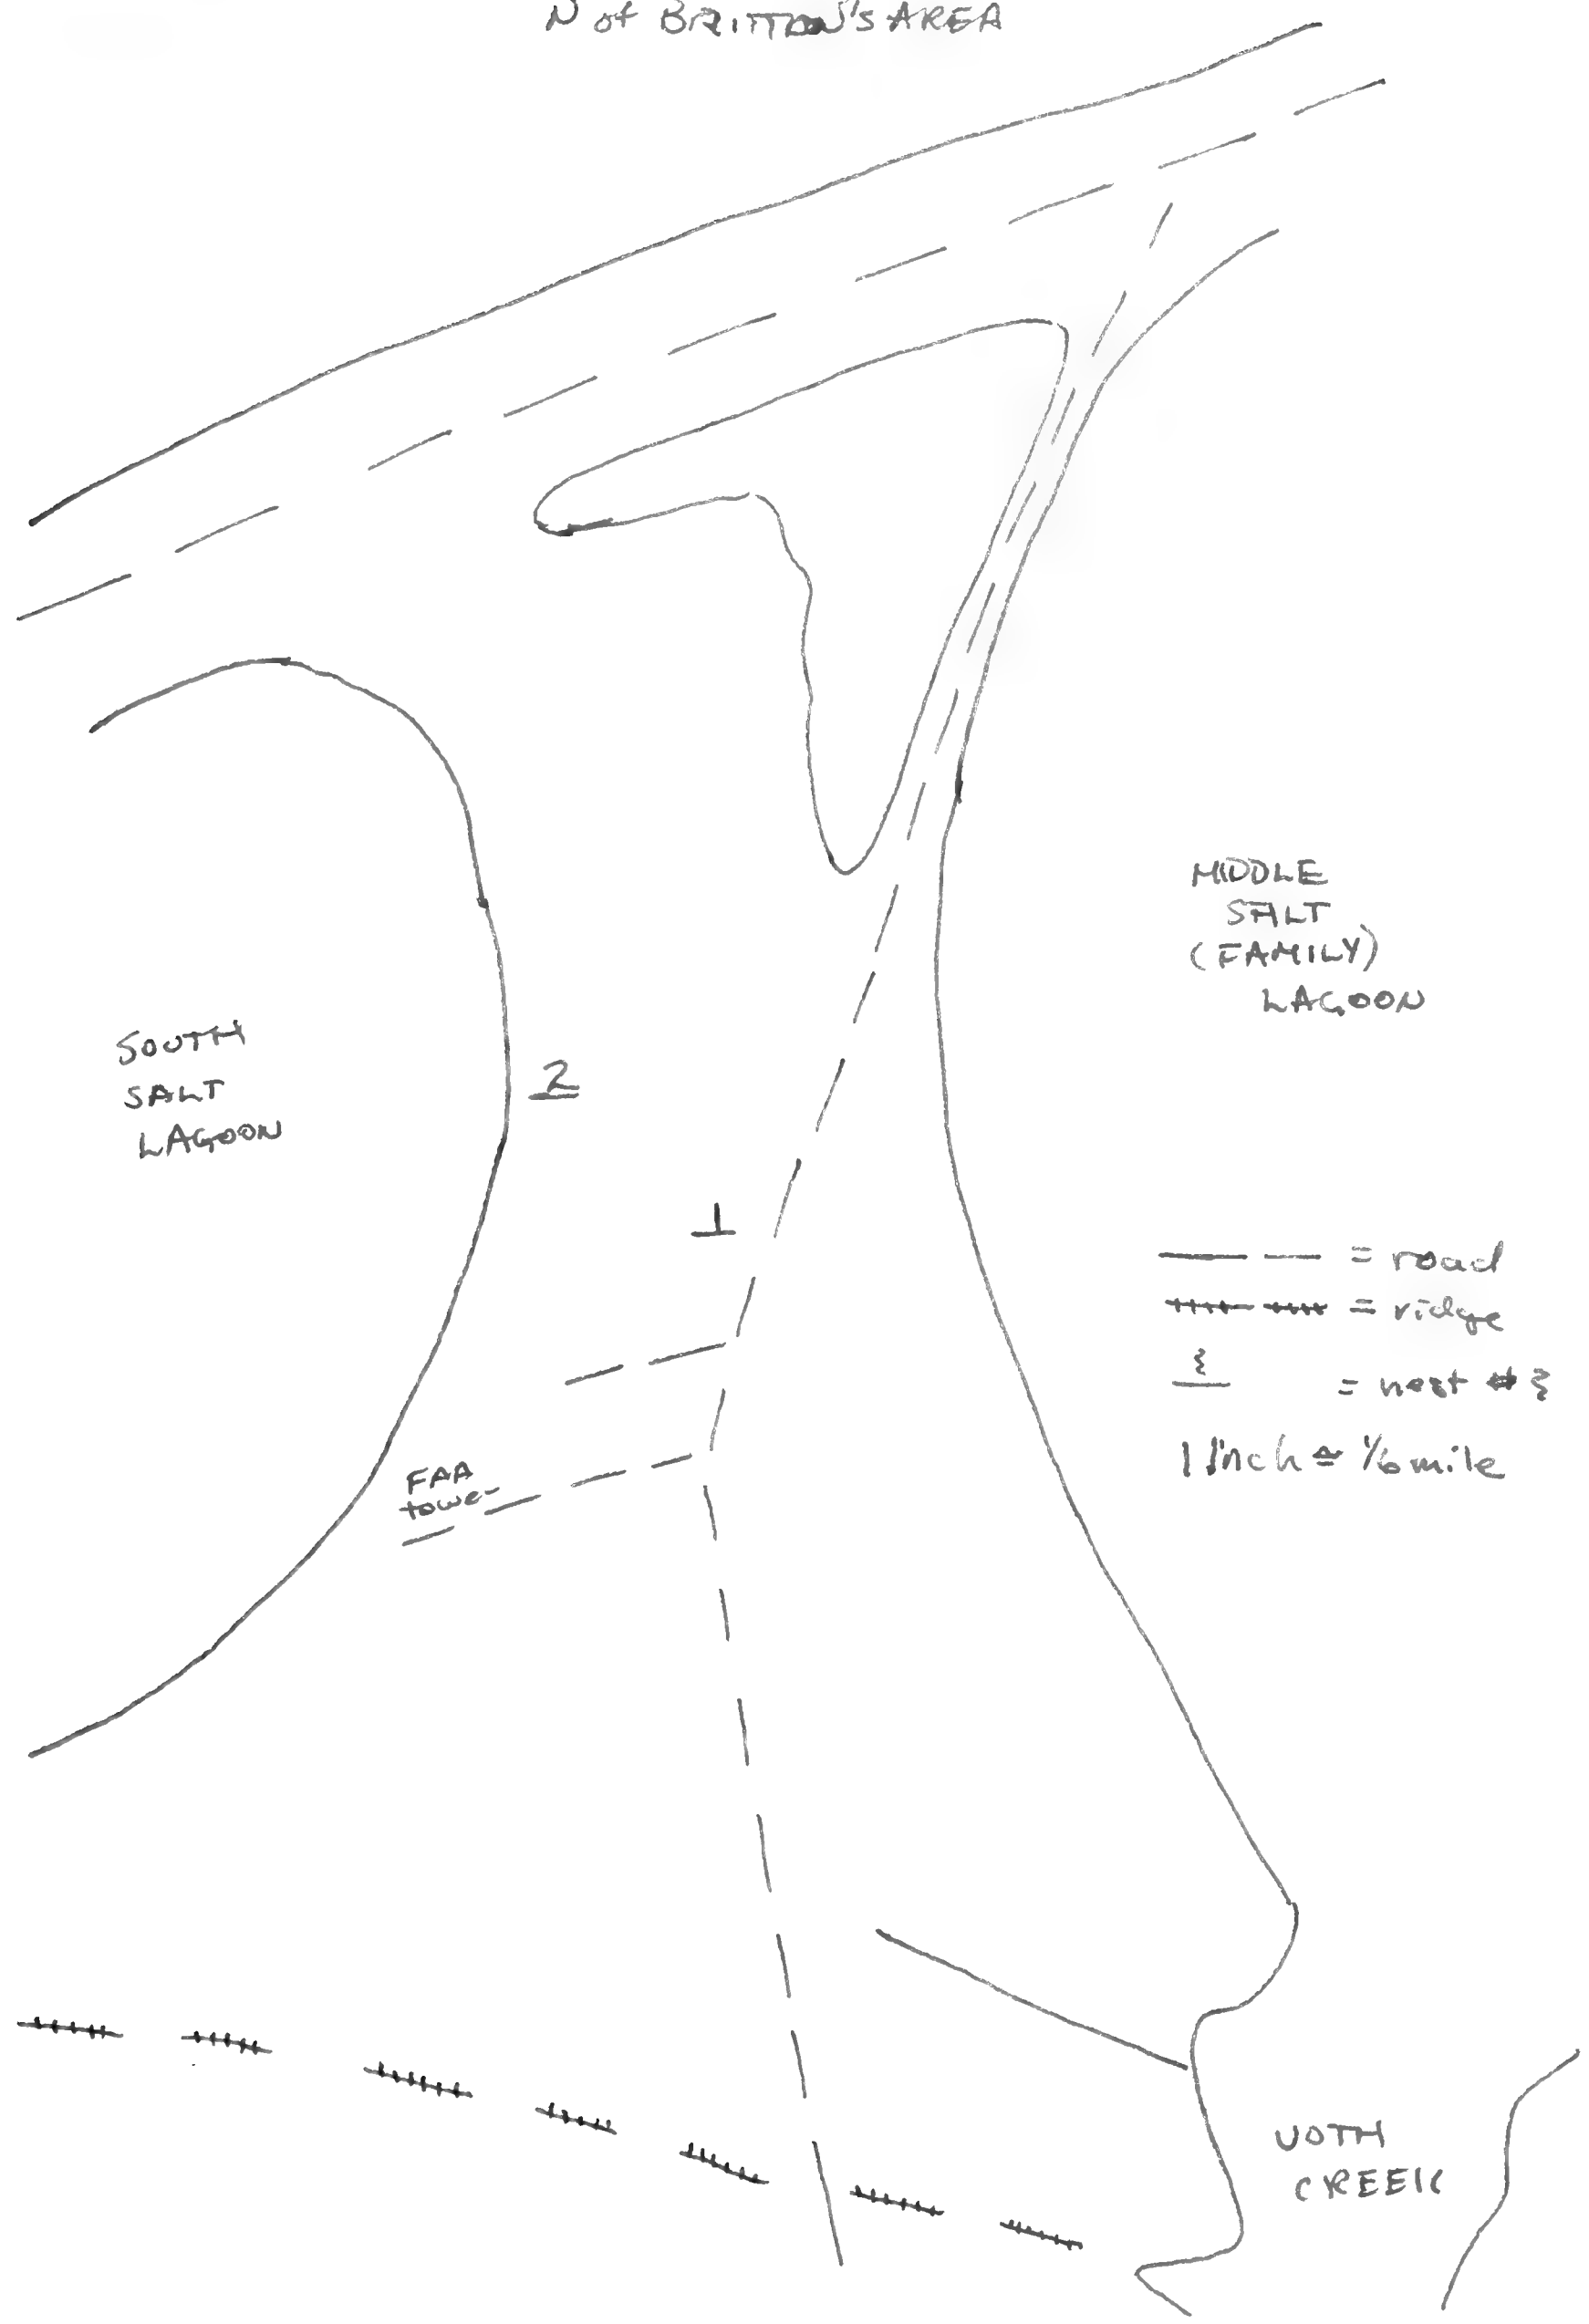 N of BRITTON'S AREA
MIDDLE
SALT
(FAMILY)
LAGOON
SOUTH
SALT
LAGOON
2
1
= road
= ridge
ξ
= nest # ξ
1 inch ≅ 1/6 mile
FAA
tower
VOTH
CREEK